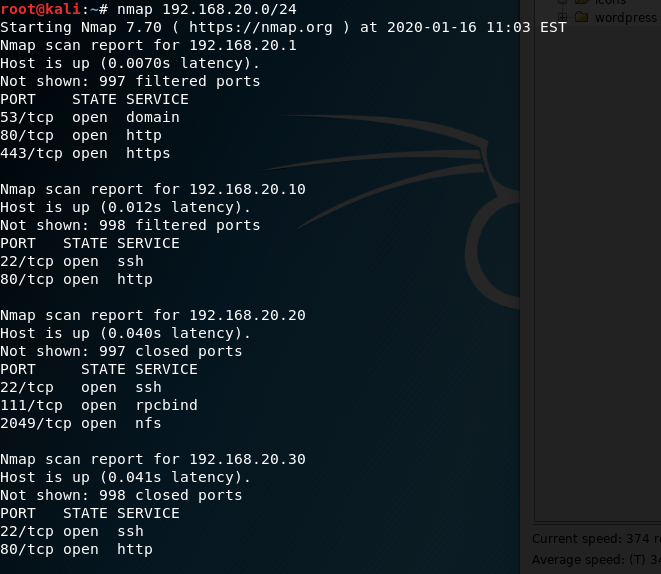 root@kali:~# nmap 192.168.20.0/24
Starting Nmap 7.70 ( https://nmap.org ) at 2020-01-16 11:03 EST
Nmap scan report for 192.168.20.1
Host is up (0.0070s latency).
Not shown: 997 filtered ports
PORT    STATE SERVICE
53/tcp  open  domain
80/tcp  open  http
443/tcp open  https

Nmap scan report for 192.168.20.10
Host is up (0.012s latency).
Not shown: 998 filtered ports
PORT   STATE SERVICE
22/tcp open  ssh
80/tcp open  http

Nmap scan report for 192.168.20.20
Host is up (0.040s latency).
Not shown: 997 closed ports
PORT     STATE SERVICE
22/tcp   open  ssh
111/tcp  open  rpcbind
2049/tcp open  nfs

Nmap scan report for 192.168.20.30
Host is up (0.041s latency).
Not shown: 998 closed ports
PORT   STATE SERVICE
22/tcp open  ssh
80/tcp open  http
icons
wordpress
Current speed: 374
Average speed: (T)